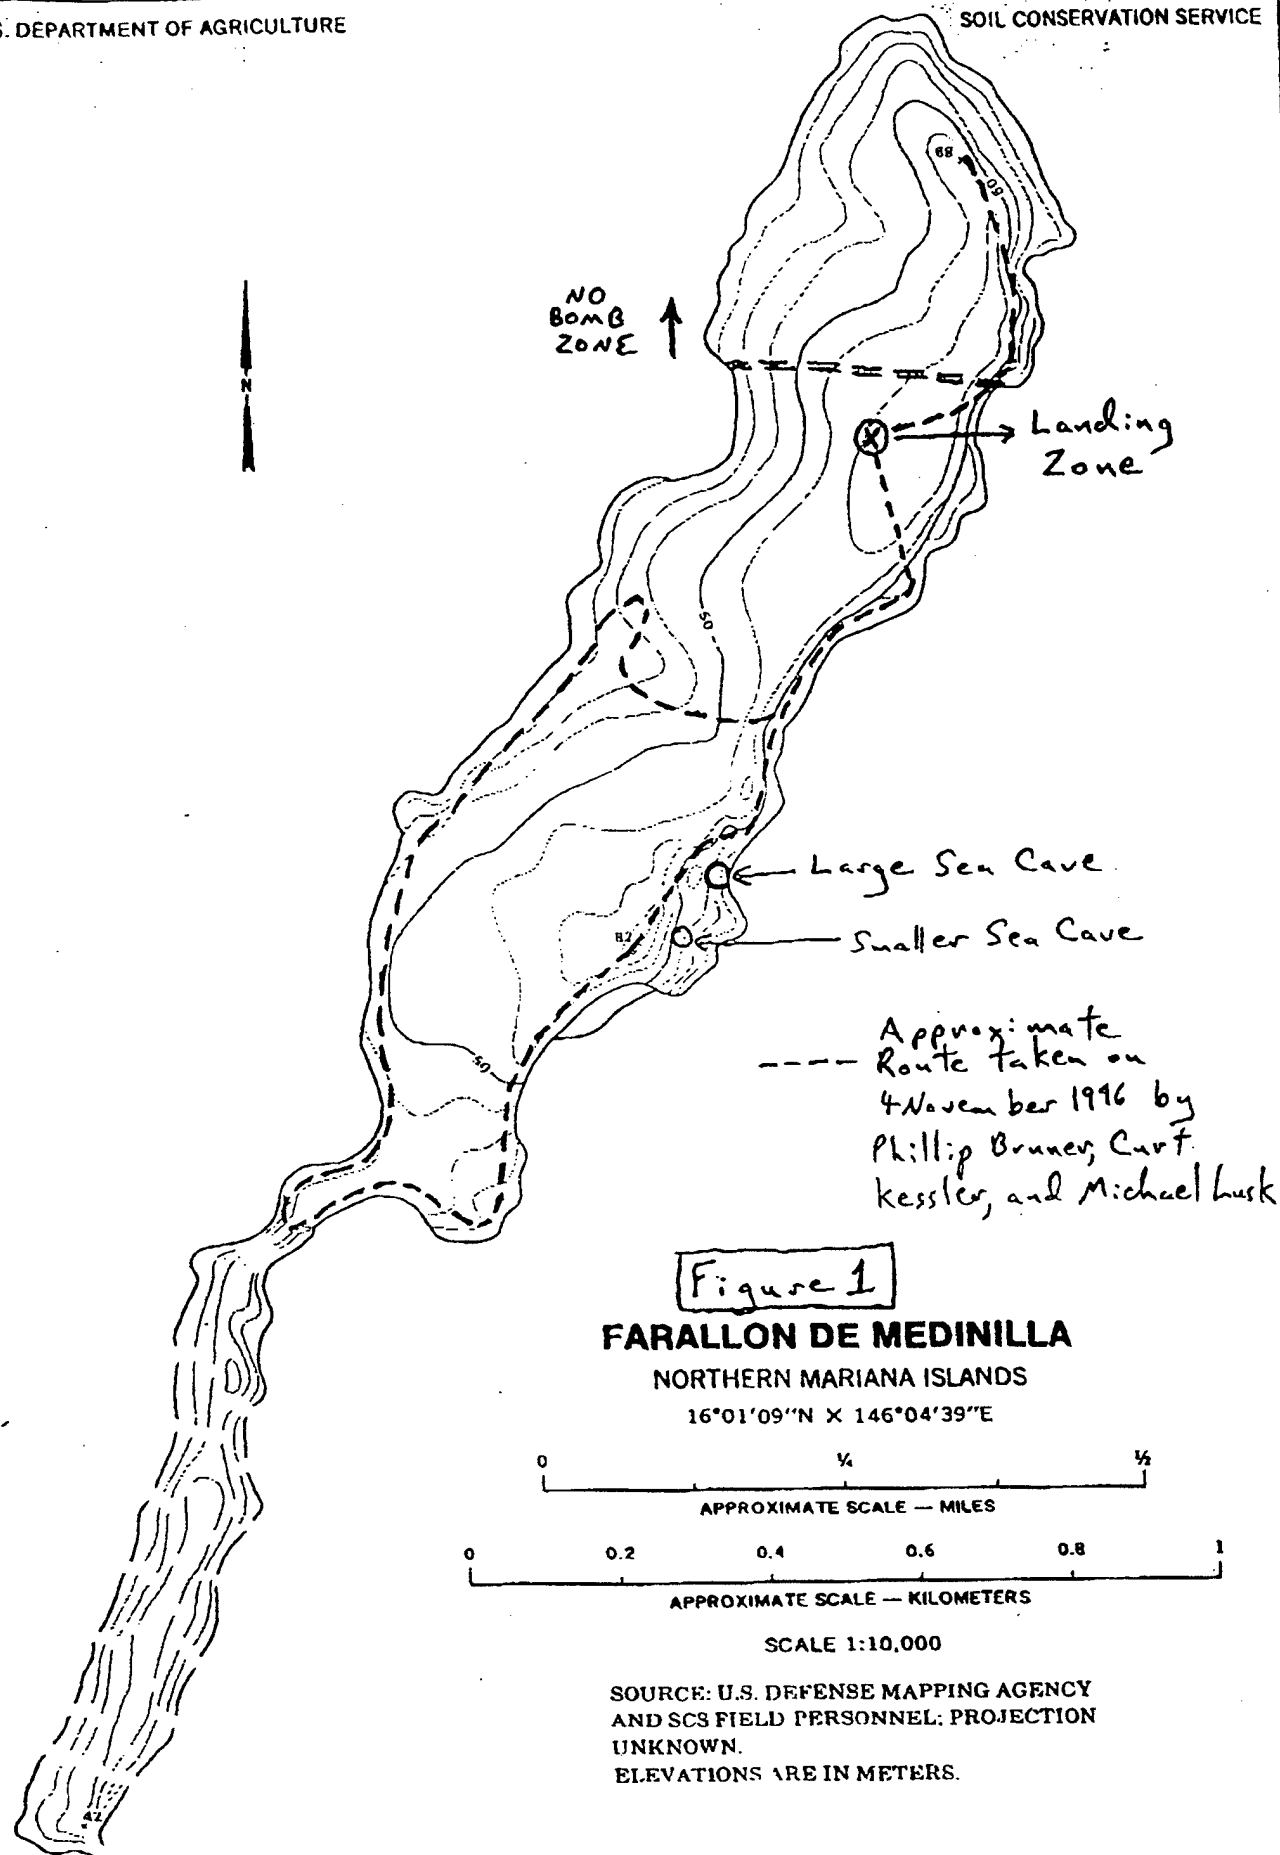 S. DEPARTMENT OF AGRICULTURE
SOIL CONSERVATION SERVICE
89
50
NO
BOMB
ZONE
N
Landing
Zone
X
50
Large Sea Cave
82
Smaller Sea Cave
50
Approximate
Route taken on
4 November 1996 by
Phillip Bruner, Curt
Kessler, and Michael Lusk
Figure 1
FARALLON DE MEDINILLA
NORTHERN MARIANA ISLANDS
16°01'09"N X 146°04'39"E
0 ¼ ½
APPROXIMATE SCALE — MILES
0 0.2 0.4 0.6 0.8 1
APPROXIMATE SCALE — KILOMETERS
SCALE 1:10,000
SOURCE: U.S. DEFENSE MAPPING AGENCY
AND SCS FIELD PERSONNEL; PROJECTION
UNKNOWN.
ELEVATIONS ARE IN METERS.
42